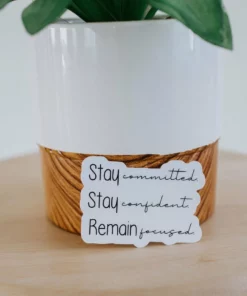 Stay committed
Stay confident
Remain focused